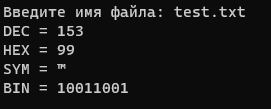 Введите имя файла: test.txt
DEC = 153
HEX = 99
SYM = ™
BIN = 10011001